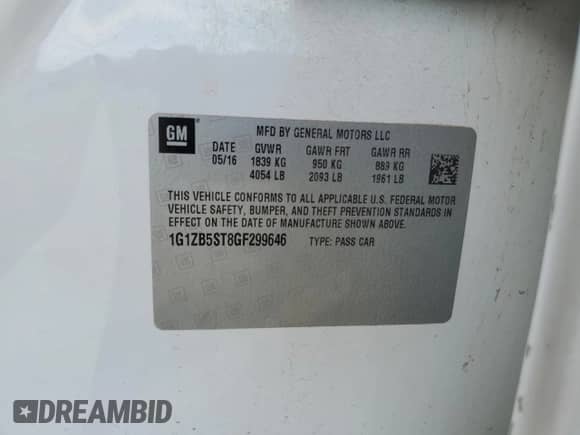 GM
MFD BY GENERAL MOTORS LLC
DATE GVWR GAWR FRT GAWR RR
05/16 1839 KG 950 KG 889 KG
4054 LB 2093 LB 1961 LB
THIS VEHICLE CONFORMS TO ALL APPLICABLE U.S. FEDERAL MOTOR
VEHICLE SAFETY, BUMPER, AND THEFT PREVENTION STANDARDS IN
EFFECT ON THE DATE OF MANUFACTURE SHOWN ABOVE.
1G1ZB5ST8GF299646 TYPE: PASS CAR
DREAMBID